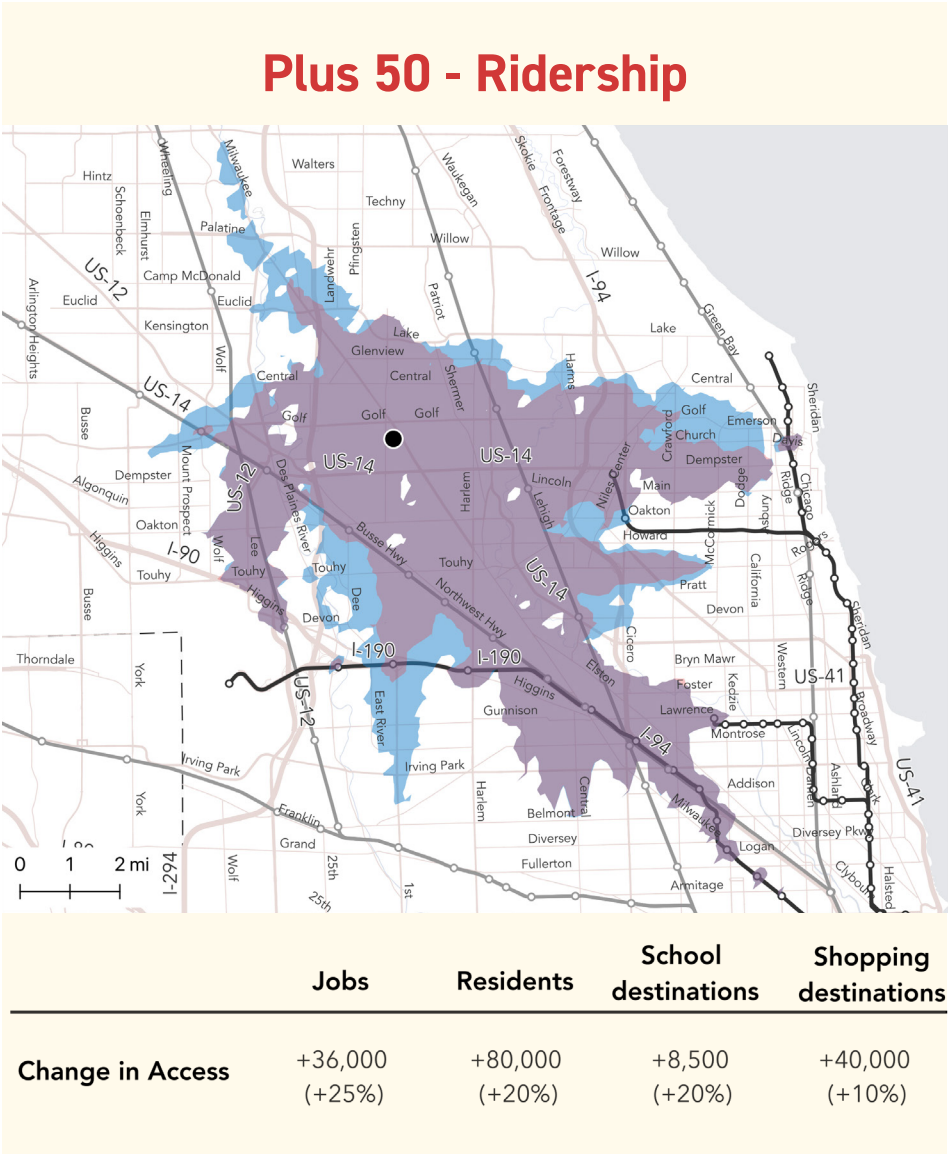 Plus 50 - Ridership
Milwaukee
Wheeling
Walters
Waukegan
Skokie
Forestway
Hintz
Schoenbeck
Elmhurst
Techny
Frontage
Palatine
Pfingsten
Willow
Willow
Landwehr
US-12
Camp McDonald
I-94
Arlington Heights
Euclid
Euclid
Patriot
Green Bay
Kensington
Lake
Lake
Wolf
Glenview
Harms
Central
Central
Shermer
Central
US-14
Sheridan
Busse
Golf
Golf
Golf
Golf
Crawford
Emerson
Church
Davis
Mount Prospect
US-14
US-14
Dempster
Dempster
US-12
Des Plaines River
Harlem
Lincoln
Niles Center
Main
Dodge
Ridge
Chicago
Algonquin
Lehigh
Oakton
Oakton
McCormick
Asbury
Busse Hwy
Howard
Rogers
Higgins
I-90
Wolf
Lee
Touhy
Touhy
Touhy
Touhy
US-14
Pratt
California
Ridge
Busse
Higgins
Dee
Northwest Hwy
Devon
Devon
Sheridan
Cicero
Thorndale
York
I-190
I-190
Elston
Bryn Mawr
Western
US-41
Foster
Kedzie
US-12
East River
Higgins
Gunnison
Lawrence
Montrose
Broadway
I-94
Lincoln
Damen
Irving Park
Irving Park
US-41
York
Harlem
Central
Addison
Ashland
Clark
Franklin
Belmont
Milwaukee
Grand
Diversey
Diversey Pkwy
Logan
0 1 2 mi
I-294
Wolf
25th
Fullerton
Clybourn
Halsted
25th
1st
Armitage
Jobs
Residents
School
destinations
Shopping
destinations
Change in Access
+36,000
(+25%)
+80,000
(+20%)
+8,500
(+20%)
+40,000
(+10%)